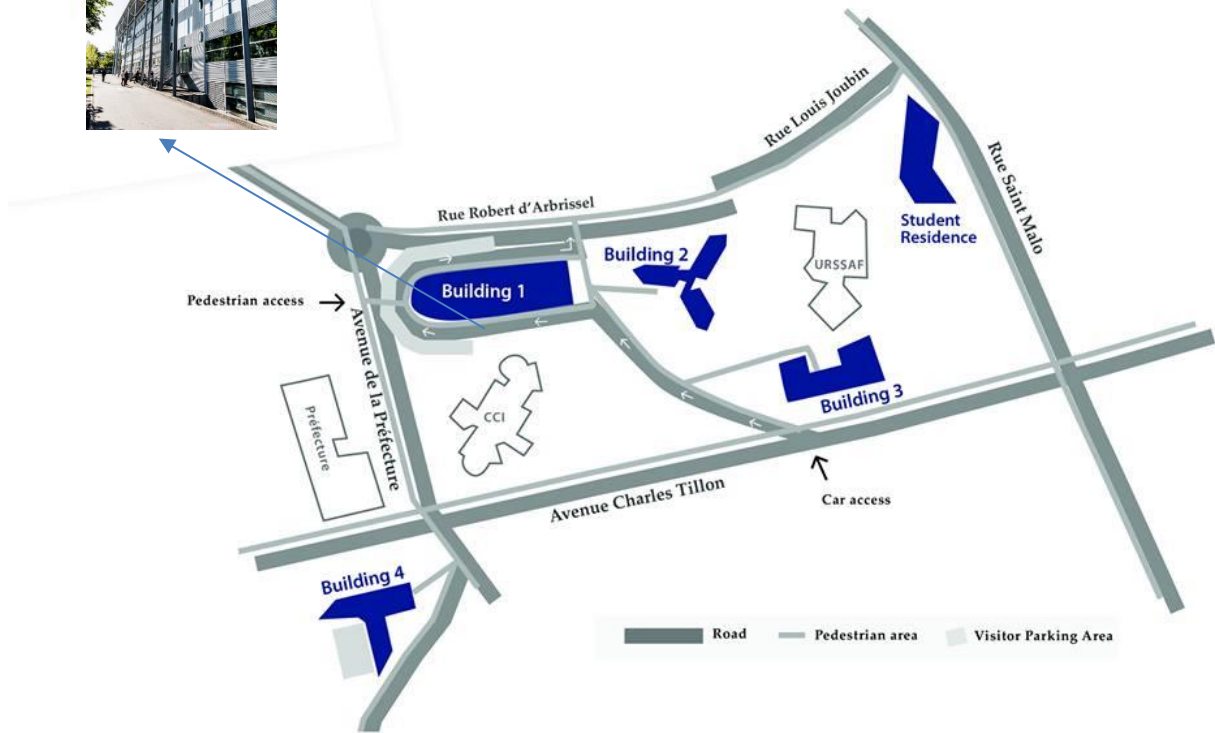 Rue Louis Joubin
Rue Saint Malo
Rue Robert d'Arbrissel
Student
Residence
Building 2
URSSAF
Building 1
Pedestrian access
Avenue de la Préfecture
Building 3
Préfecture
CCI
Avenue Charles Tillon
Car access
Building 4
Road
Pedestrian area
Visitor Parking Area